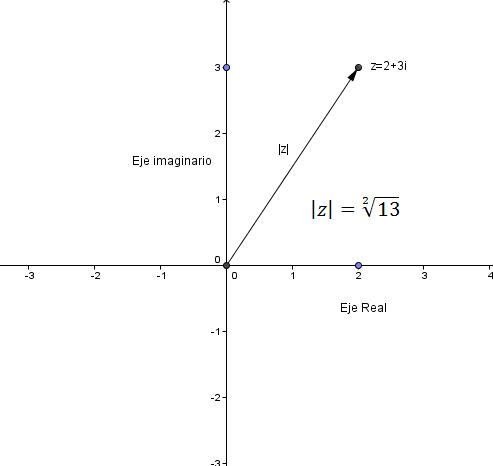 3
z=2+3i
2
|z|
Eje imaginario
1
|z| = \sqrt[2]{13}
0
-3 -2 -1 0 1 2 3 4
Eje Real
-1
-2
-3